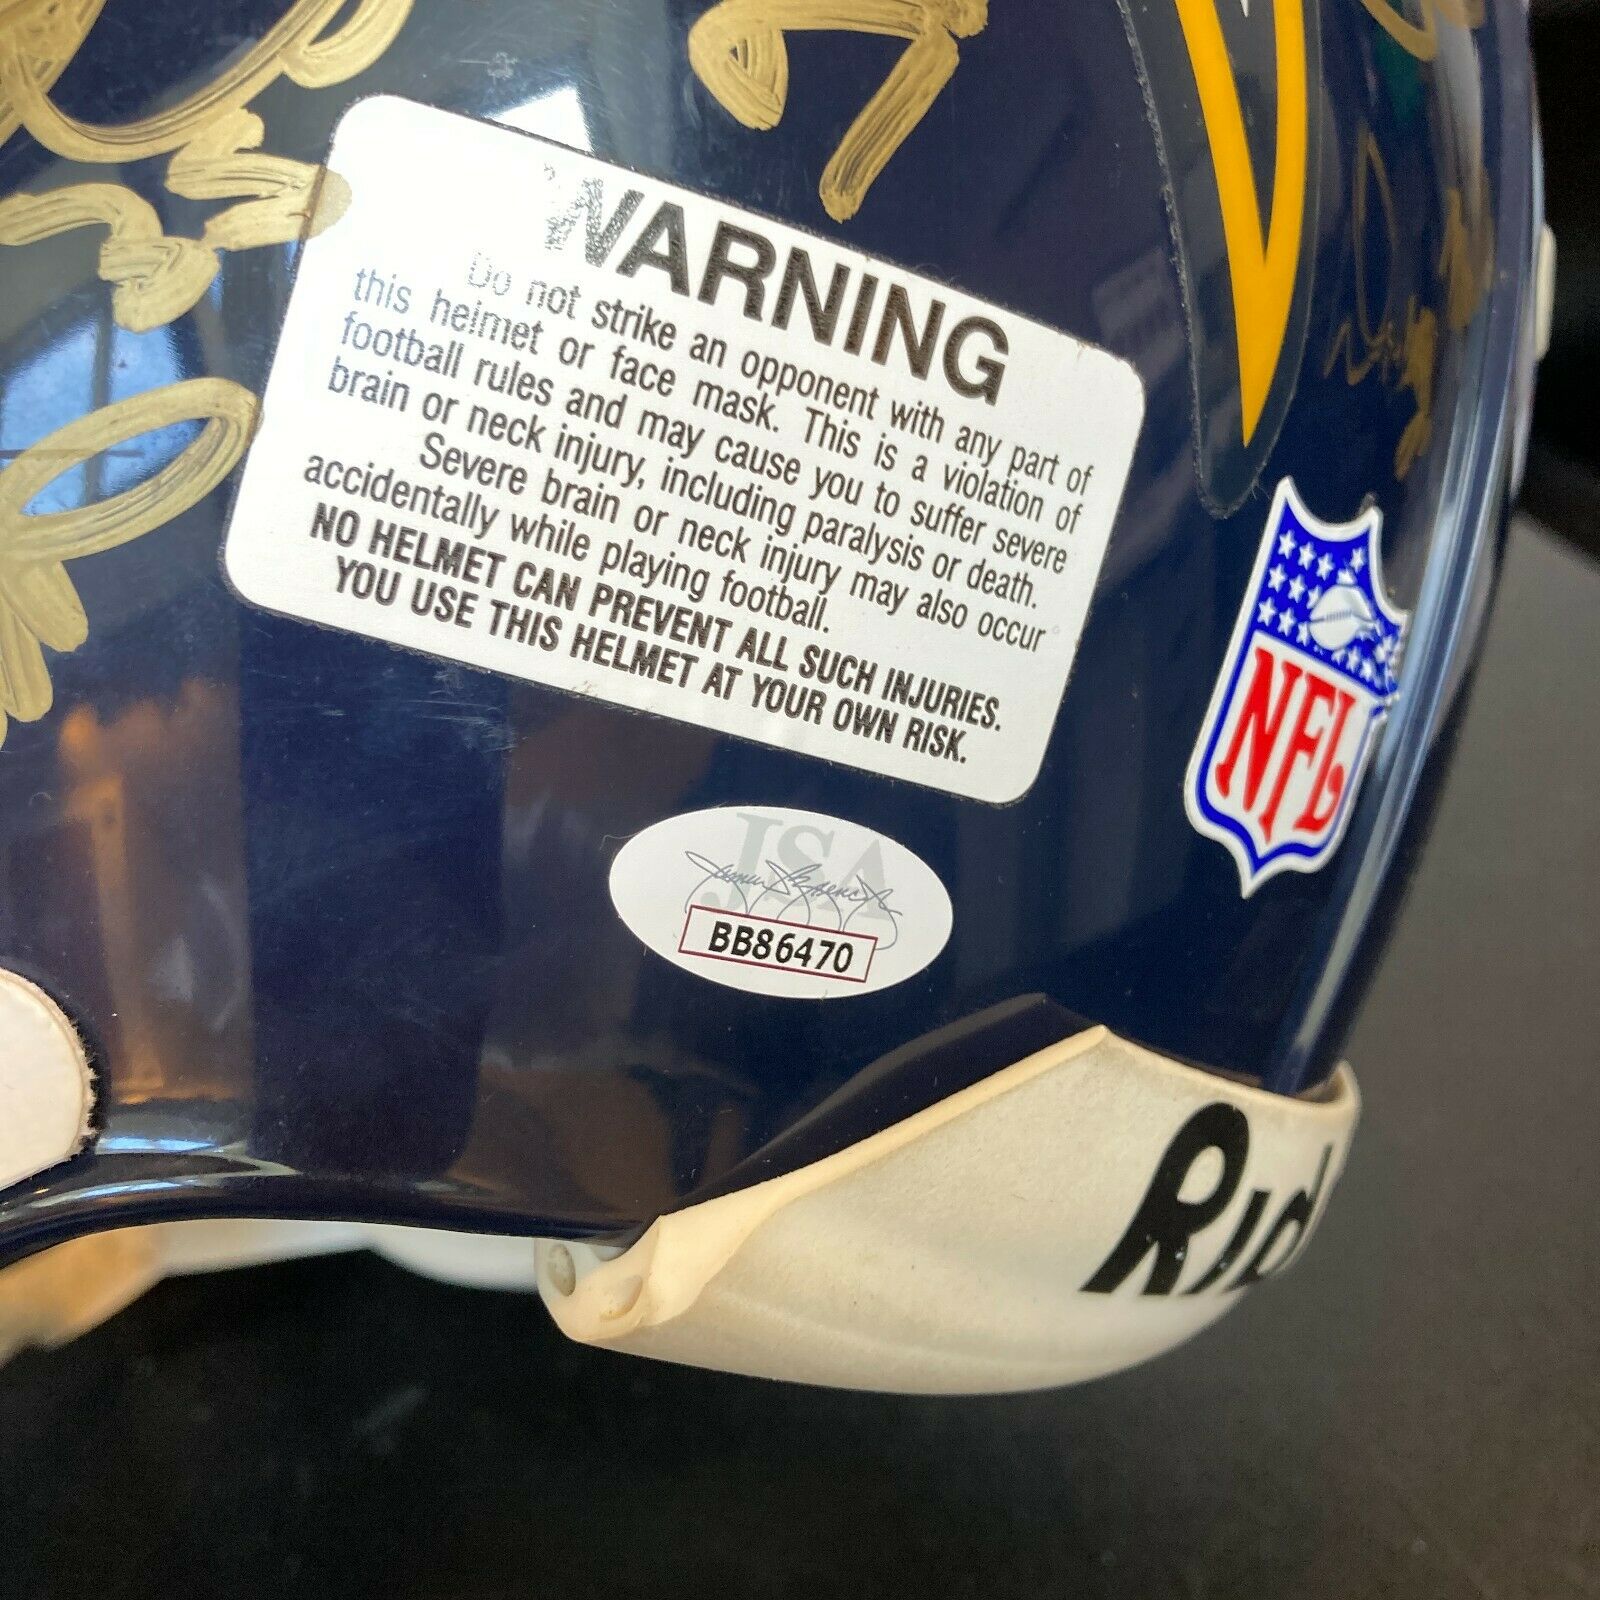 WARNING
Do not strike an opponent with any part of
this helmet or face mask. This is a violation of
football rules and may cause you to suffer severe
brain or neck injury, including paralysis or death.
Severe brain or neck injury may also occur
accidentally while playing football.
NO HELMET CAN PREVENT ALL SUCH INJURIES.
YOU USE THIS HELMET AT YOUR OWN RISK.
NFL
JSA
BB86470